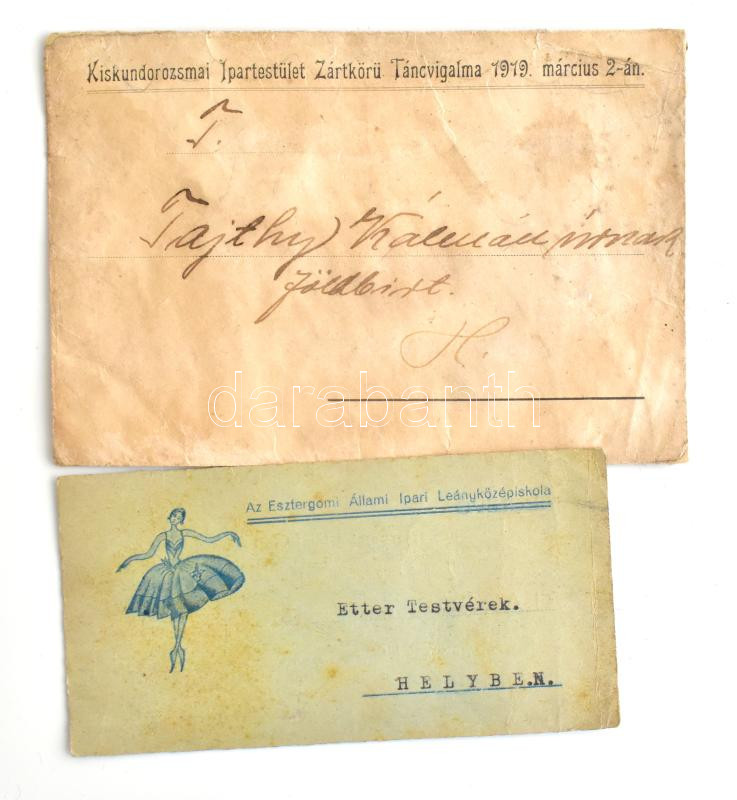 Kiskundorozsmai Ipartestület Zártkörü Táncvigalma 1919. március 2-án.
T.
Tajthy Kálmán úrnak
földbirt.
H.
darabanth
Az Esztergomi Állami Ipari Leányközépiskola
Etter Testvérek.
HELYBEN.